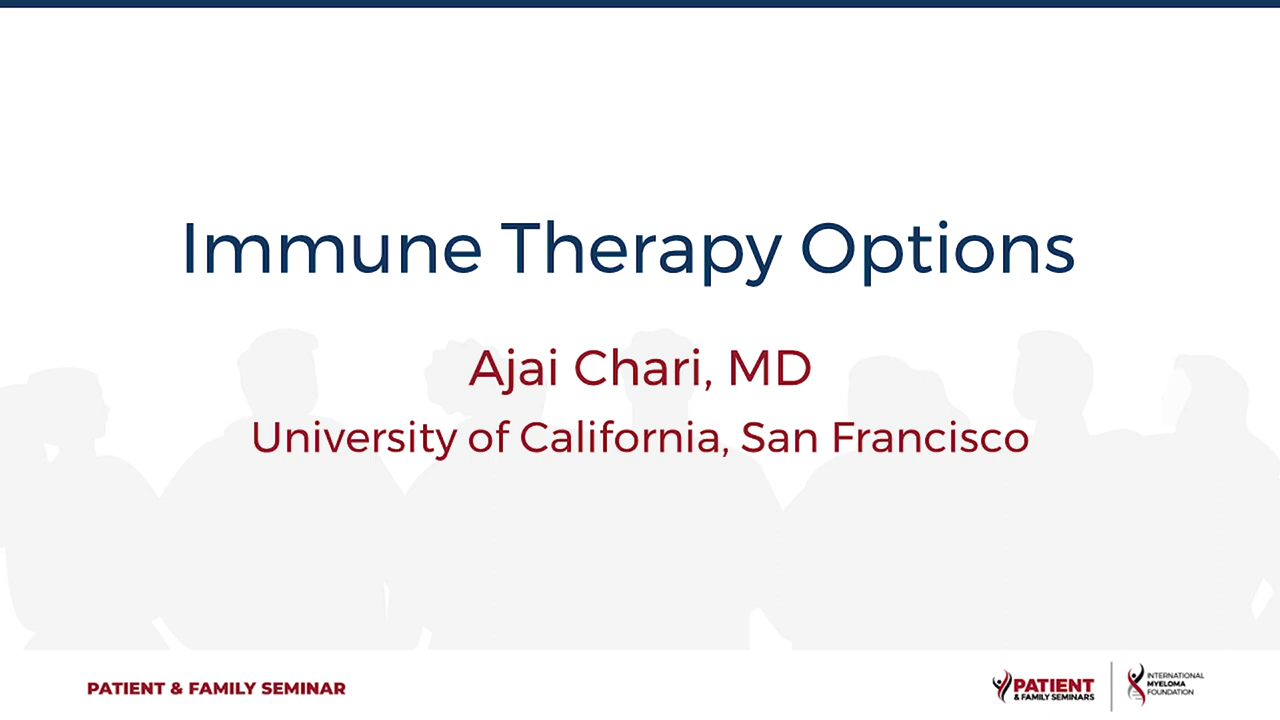 Immune Therapy Options
Ajai Chari, MD
University of California, San Francisco
PATIENT & FAMILY SEMINAR
PATIENT
& FAMILY SEMINARS
INTERNATIONAL
MYELOMA
FOUNDATION